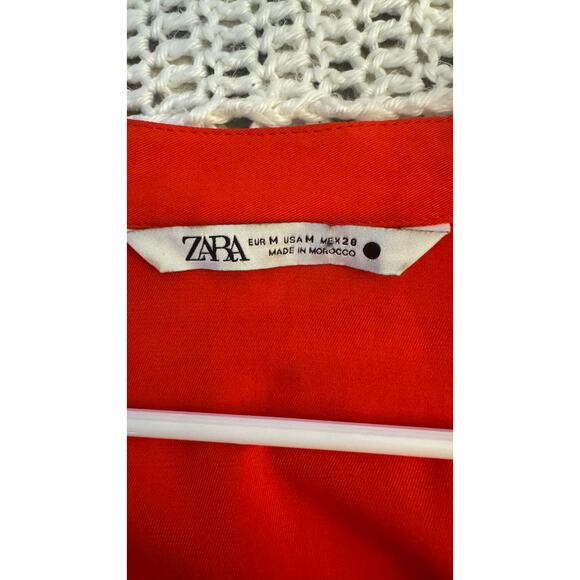 ZARA EUR M USA M MEX 28
MADE IN MOROCCO